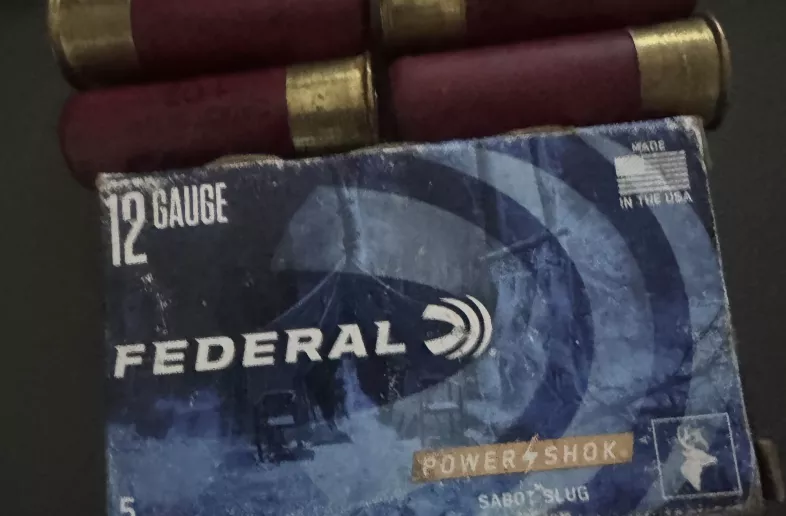 12 GAUGE
MADE
IN THE USA
FEDERAL
POWER SHOK
SABOT SLUG
5